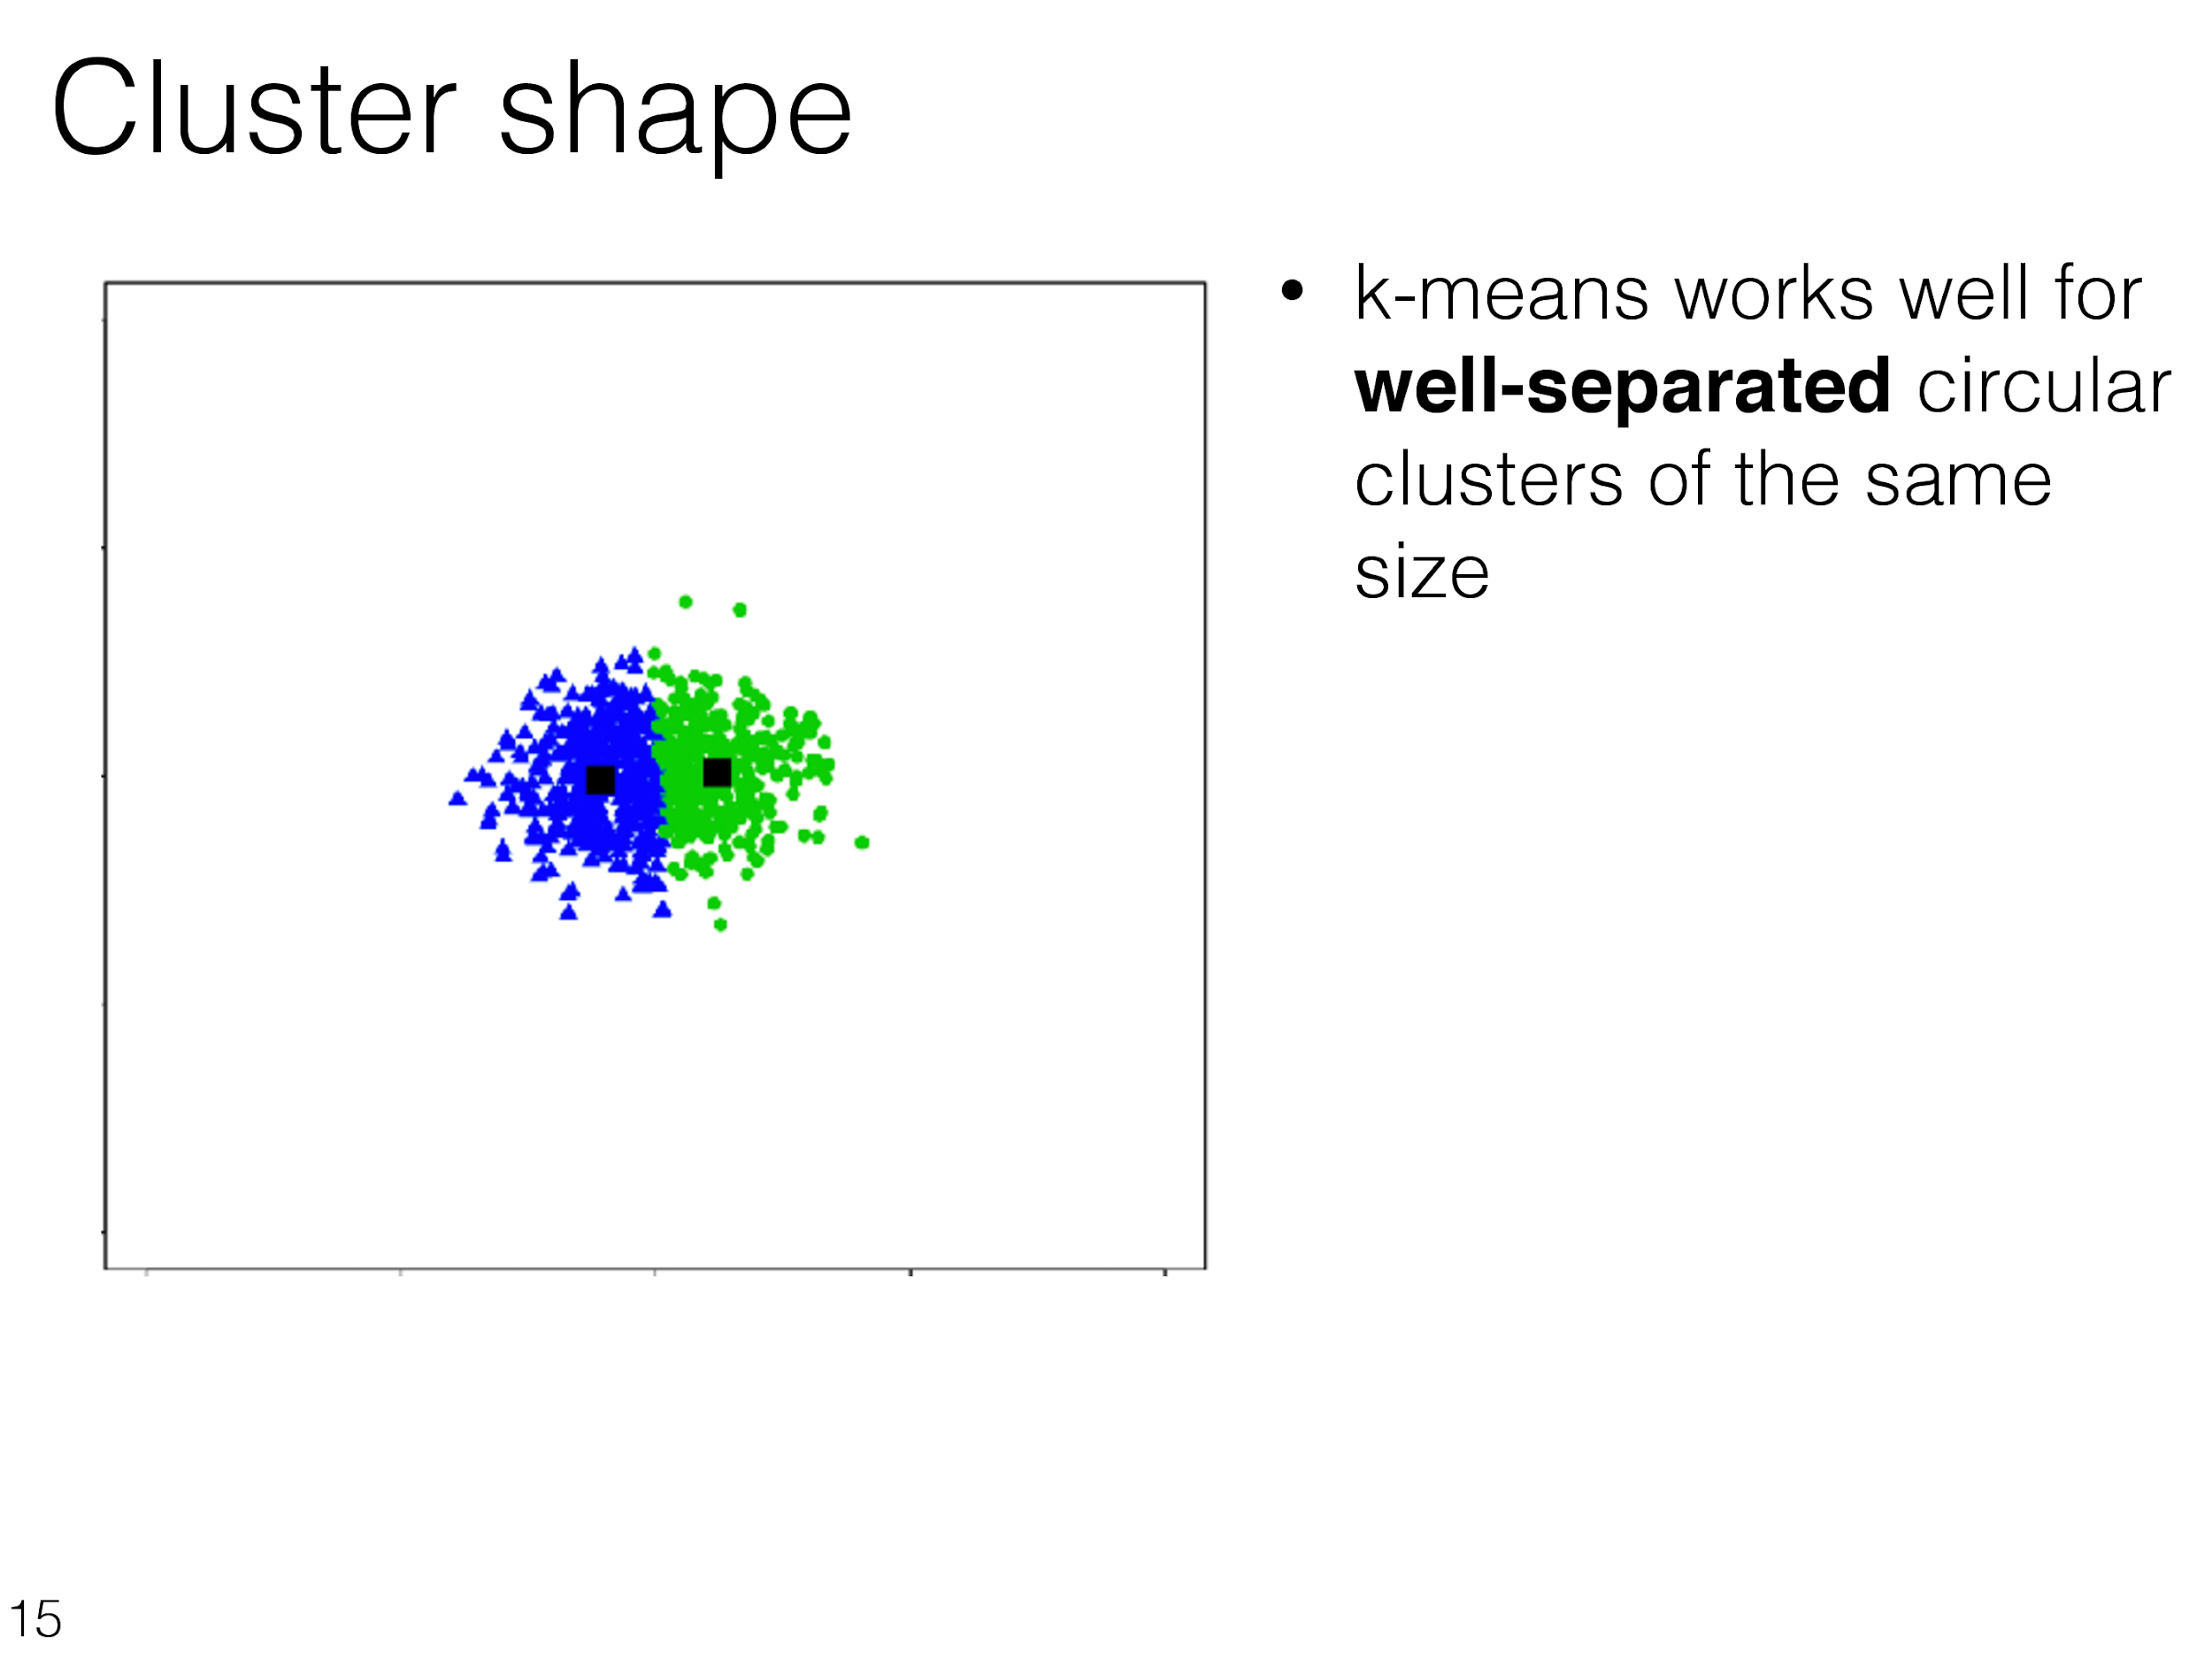 Cluster shape
• k-means works well for
well-separated circular
clusters of the same
size
15